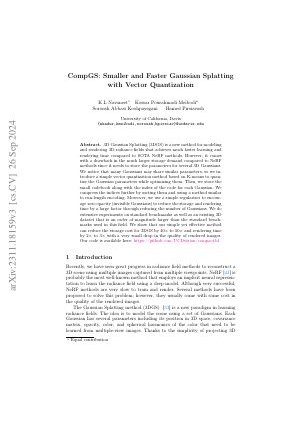 CompGS: Smaller and Faster Gaussian Splatting
with Vector Quantization
K L Navaneet* Kossar Pourahmadi Meibodi*
Soroush Abbasi Koohpayegani Hamed Pirsiavash
University of California, Davis
Abstract. 3D Gaussian Splatting (3DGS) is a new method for modeling
and rendering 3D radiance fields that achieves much faster learning and
rendering time compared to SOTA NeRF methods. However, it comes
with a drawback in the much larger storage demand compared to NeRF
methods since it needs to store the parameters for several 3D Gaussians.
We notice that many Gaussians may share similar parameters, so we in-
troduce a simple vector quantization method based on K-means to quan-
tize the Gaussian parameters while optimizing them. Then, we store the
small codebook along with the index of the code for each Gaussian. We
compress the indices further by sorting them and using a method similar
to run-length encoding. Moreover, we use a simple regularizer to encour-
age zero opacity (invisible Gaussians) to reduce the storage and rendering
time by a large factor through reducing the number of Gaussians. We do
extensive experiments on standard benchmarks as well as an existing 3D
dataset that is an order of magnitude larger than the standard bench-
marks used in this field. We show that our simple yet effective method
can reduce the storage cost for 3DGS by 40× to 50× and rendering time
by 2× to 3× with a very small drop in the quality of rendered images.
Our code is available here:
1 Introduction
Recently, we have seen great progress in radiance field methods to reconstruct a
3D scene using multiple images captured from multiple viewpoints. NeRF [41] is
probably the most well-known method that employs an implicit neural represen-
tation to learn the radiance field using a deep model. Although very successful,
NeRF methods are very slow to train and render. Several methods have been
proposed to solve this problem; however, they usually come with some cost in
the quality of the rendered images.
The Gaussian Splatting method (3DGS) [23] is a new paradigm in learning
radiance fields. The idea is to model the scene using a set of Gaussians. Each
Gaussian has several parameters including its position in 3D space, covariance
matrix, opacity, color, and spherical harmonics of the color that need to be
learned from multiple-view images. Thanks to the simplicity of projecting 3D
* Equal contribution
arXiv:2311.18159v3 [cs.CV] 26 Sep 2024